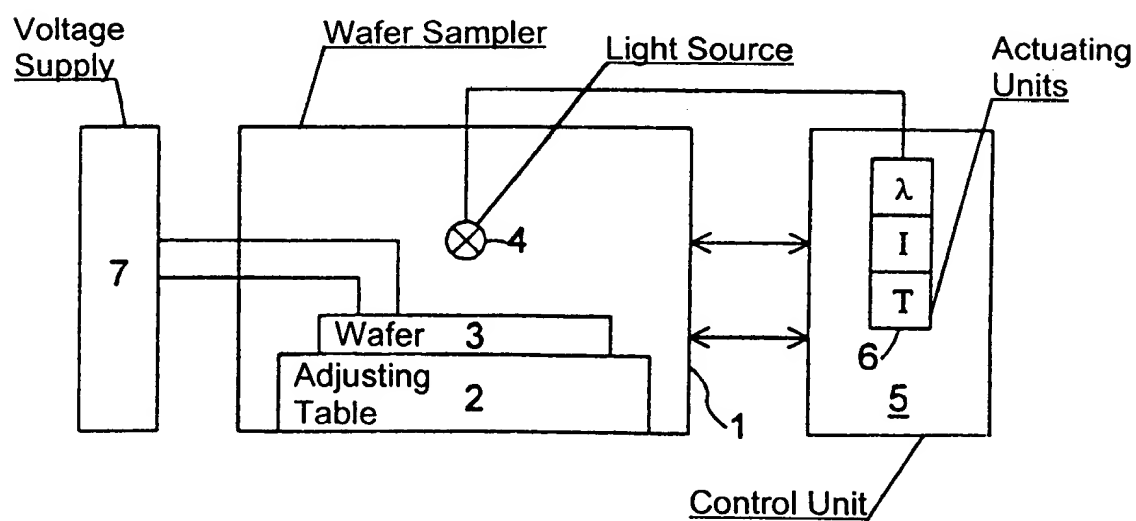 Voltage
Supply
Wafer Sampler
Light Source
Actuating
Units
λ
I
T
4
7
Wafer 3
6
Adjusting
Table
2
5
1
Control Unit